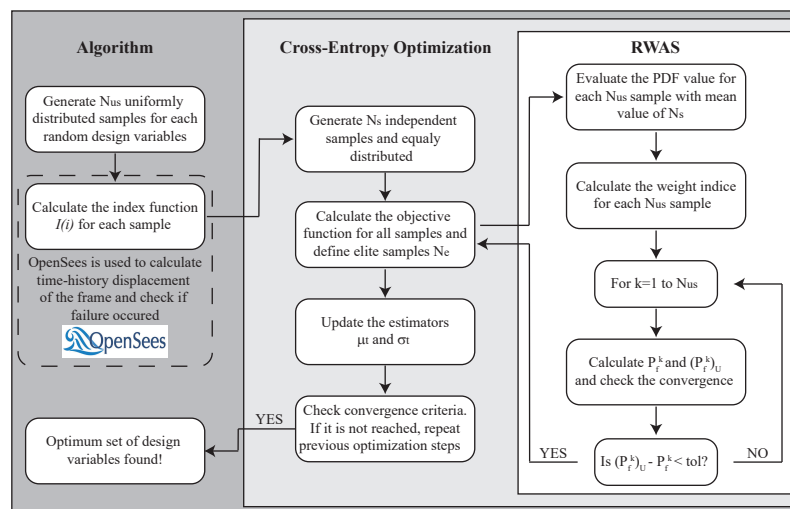 Algorithm
Generate Nus uniformly
distributed samples for each
random design variables
Calculate the index function
I(i) for each sample
OpenSees is used to calculate
time-history displacement
of the frame and check if
failure occured
OpenSees
Optimum set of design
variables found!
Cross-Entropy Optimization
Generate Ns independent
samples and equaly
distributed
Calculate the objective
function for all samples and
define elite samples Ne
Update the estimators
μt and σt
Check convergence criteria.
If it is not reached, repeat
previous optimization steps
YES
RWAS
Evaluate the PDF value for
each Nus sample with mean
value of Ns
Calculate the weight indice
for each Nus sample
For k=1 to Nus
Calculate P_f^k and (P_f^k)_U
and check the convergence
Is (P_f^k)_U - P_f^k < tol?
YES
NO